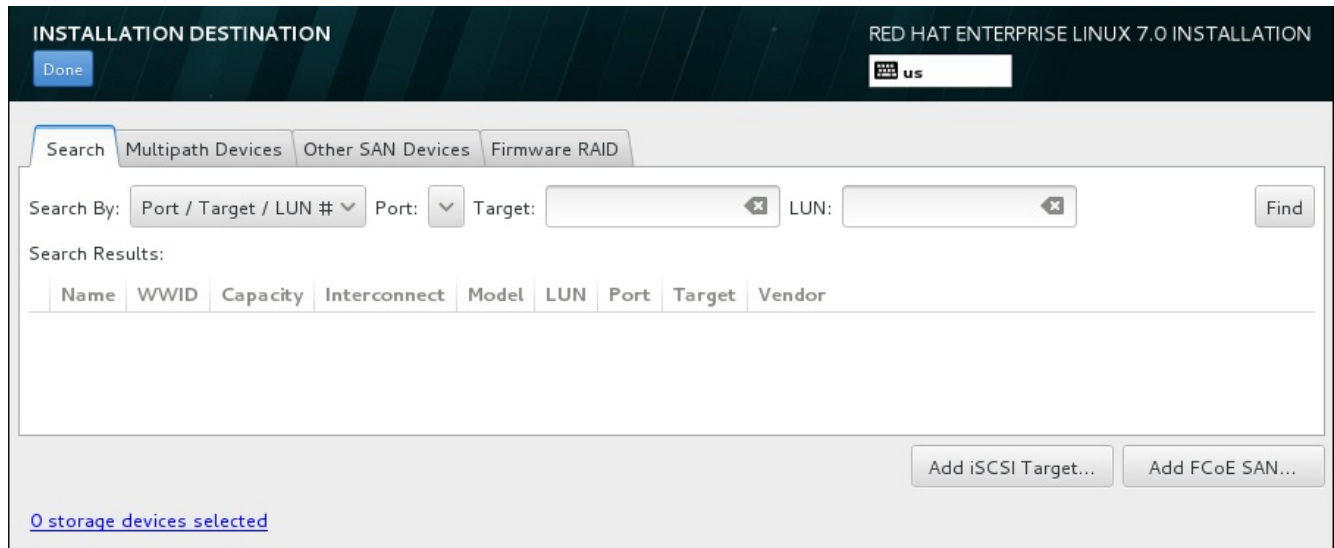 INSTALLATION DESTINATION
RED HAT ENTERPRISE LINUX 7.0 INSTALLATION
Done
us
Search Multipath Devices Other SAN Devices Firmware RAID
Search By: Port / Target / LUN # Port: Target: LUN: Find
Search Results:
Name WWID Capacity Interconnect Model LUN Port Target Vendor
Add iSCSI Target... Add FCoE SAN...
0 storage devices selected